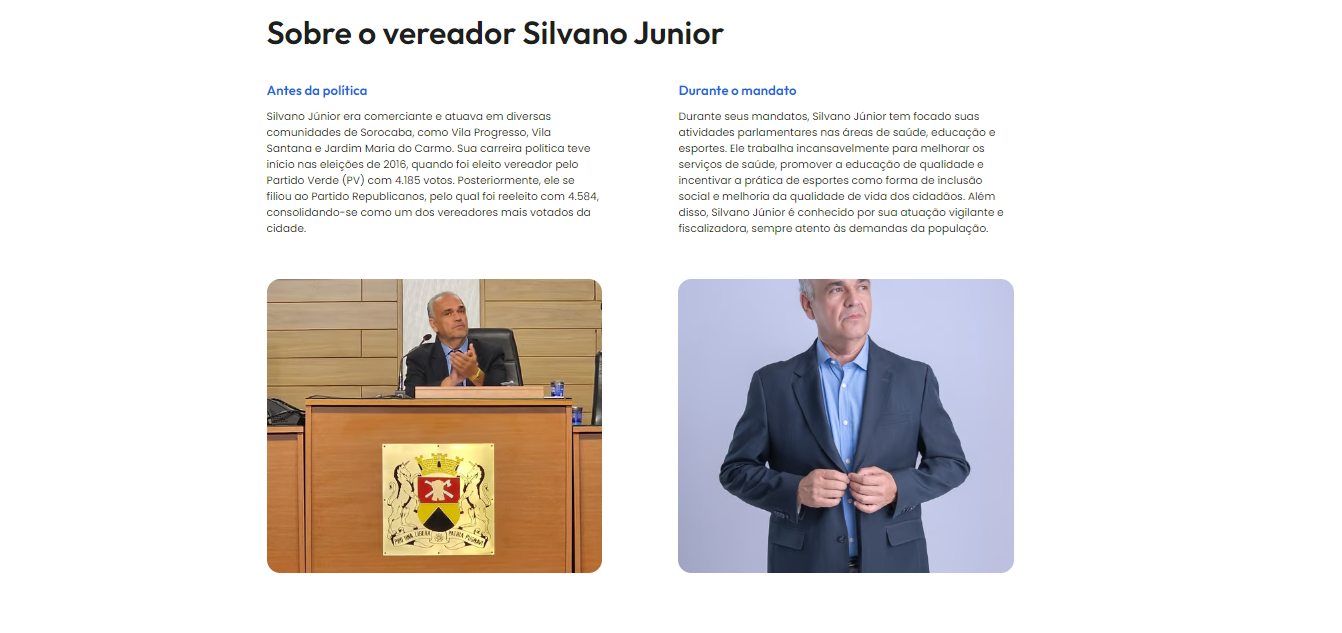 Sobre o vereador Silvano Junior
Antes da política
Silvano Júnior era comerciante e atuava em diversas
comunidades de Sorocaba, como Vila Progresso, Vila
Santana e Jardim Maria do Carmo. Sua carreira política teve
início nas eleições de 2016, quando foi eleito vereador pelo
Partido Verde (PV) com 4.185 votos. Posteriormente, ele se
filiou ao Partido Republicanos, pelo qual foi reeleito com 4.584,
consolidando-se como um dos vereadores mais votados da
cidade.
Durante o mandato
Durante seus mandatos, Silvano Júnior tem focado suas
atividades parlamentares nas áreas de saúde, educação e
esportes. Ele trabalha incansavelmente para melhorar os
serviços de saúde, promover a educação de qualidade e
incentivar a prática de esportes como forma de inclusão
social e melhoria da qualidade de vida dos cidadãos. Além
disso, Silvano Júnior é conhecido por sua atuação vigilante e
fiscalizadora, sempre atento às demandas da população.